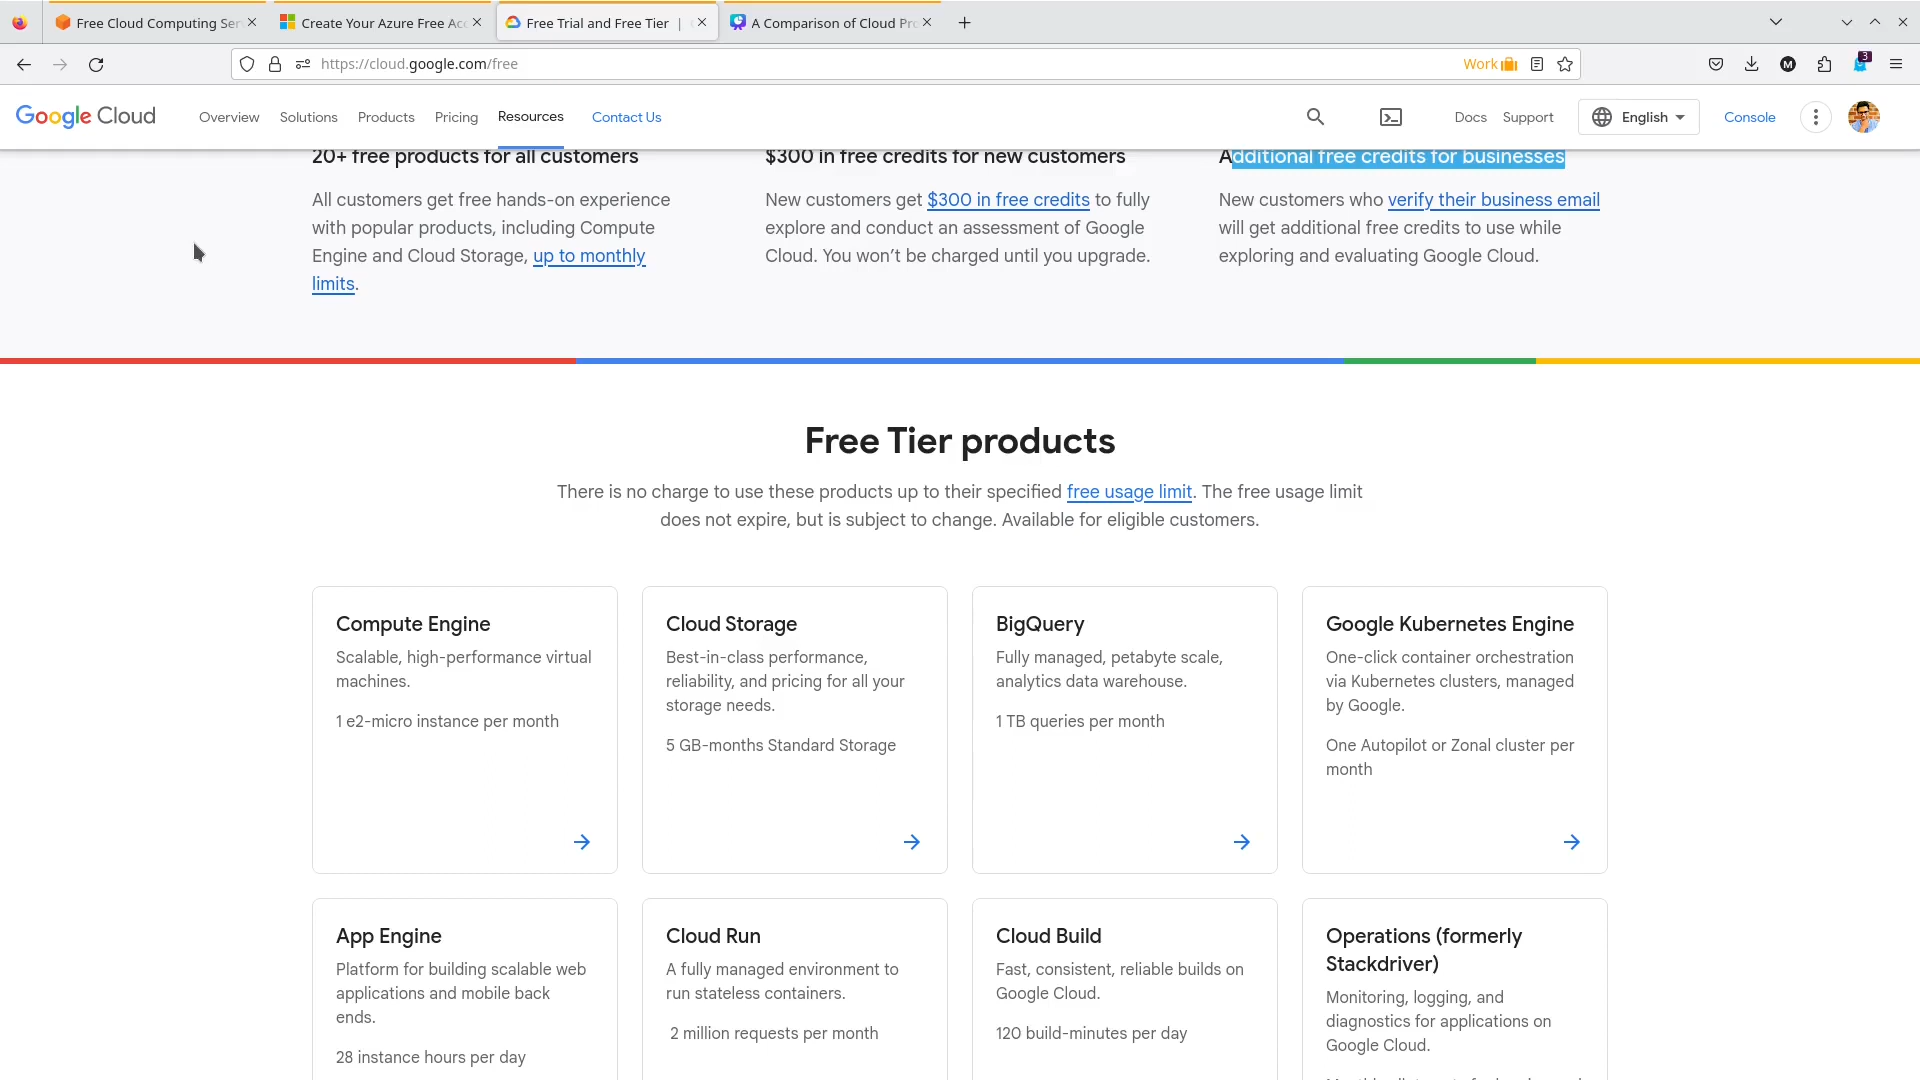 Free Cloud Computing Ser
Create Your Azure Free Acc
Free Trial and Free Tier |
A Comparison of Cloud Pro
https://cloud.google.com/free
Work
M
3
Google Cloud
Overview
Solutions
Products
Pricing
Resources
Contact Us
Docs
Support
English
Console
20+ free products for all customers
All customers get free hands-on experience
with popular products, including Compute
Engine and Cloud Storage, up to monthly
limits.
$300 in free credits for new customers
New customers get $300 in free credits to fully
explore and conduct an assessment of Google
Cloud. You won’t be charged until you upgrade.
Additional free credits for businesses
New customers who verify their business email
will get additional free credits to use while
exploring and evaluating Google Cloud.
Free Tier products
There is no charge to use these products up to their specified free usage limit. The free usage limit
does not expire, but is subject to change. Available for eligible customers.
Compute Engine
Scalable, high-performance virtual
machines.
1 e2-micro instance per month
Cloud Storage
Best-in-class performance,
reliability, and pricing for all your
storage needs.
5 GB-months Standard Storage
BigQuery
Fully managed, petabyte scale,
analytics data warehouse.
1 TB queries per month
Google Kubernetes Engine
One-click container orchestration
via Kubernetes clusters, managed
by Google.
One Autopilot or Zonal cluster per
month
App Engine
Platform for building scalable web
applications and mobile back
ends.
28 instance hours per day
Cloud Run
A fully managed environment to
run stateless containers.
2 million requests per month
Cloud Build
Fast, consistent, reliable builds on
Google Cloud.
120 build-minutes per day
Operations (formerly
Stackdriver)
Monitoring, logging, and
diagnostics for applications on
Google Cloud.